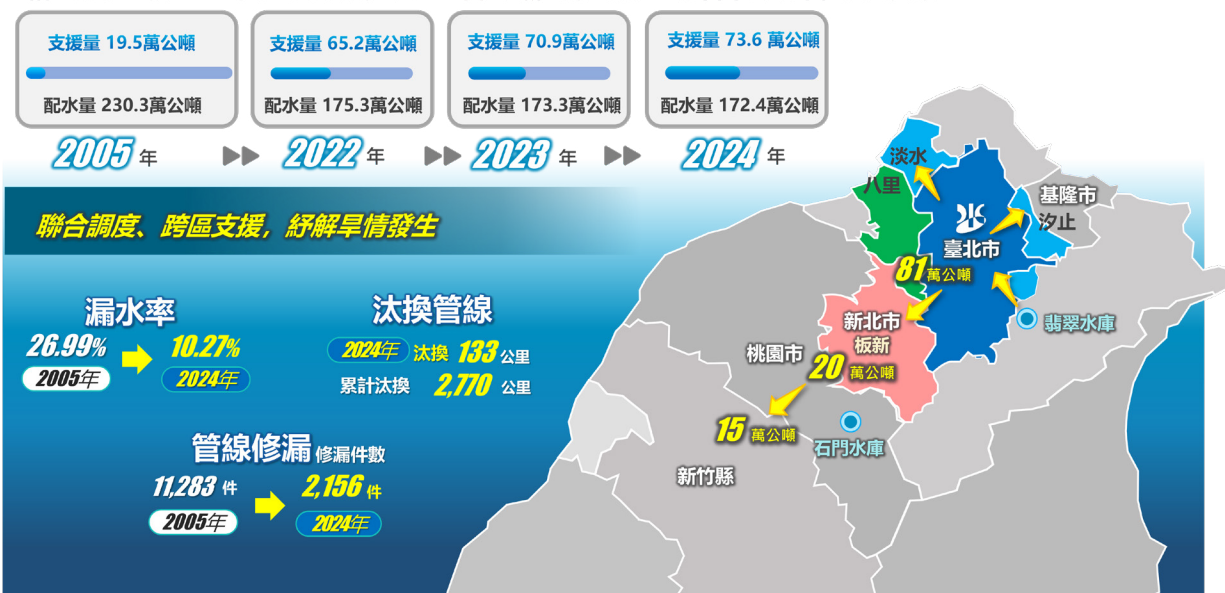 支援量 19.5萬公噸
配水量 230.3萬公噸
2005 年
支援量 65.2萬公噸
配水量 175.3萬公噸
2022 年
支援量 70.9萬公噸
配水量 173.3萬公噸
2023 年
支援量 73.6 萬公噸
配水量 172.4萬公噸
2024 年
聯合調度、跨區支援，紓解旱情發生
漏水率
26.99%
10.27%
2005年
2024年
汰換管線
2024年 汰換 133 公里
累計汰換 2,770 公里
管線修漏 修漏件數
11,283 件
2,156 件
2005年
2024年
淡水
八里
基隆市
汐止
臺北市
81 萬公噸
翡翠水庫
新北市
板新
桃園市
20 萬公噸
15 萬公噸
石門水庫
新竹縣